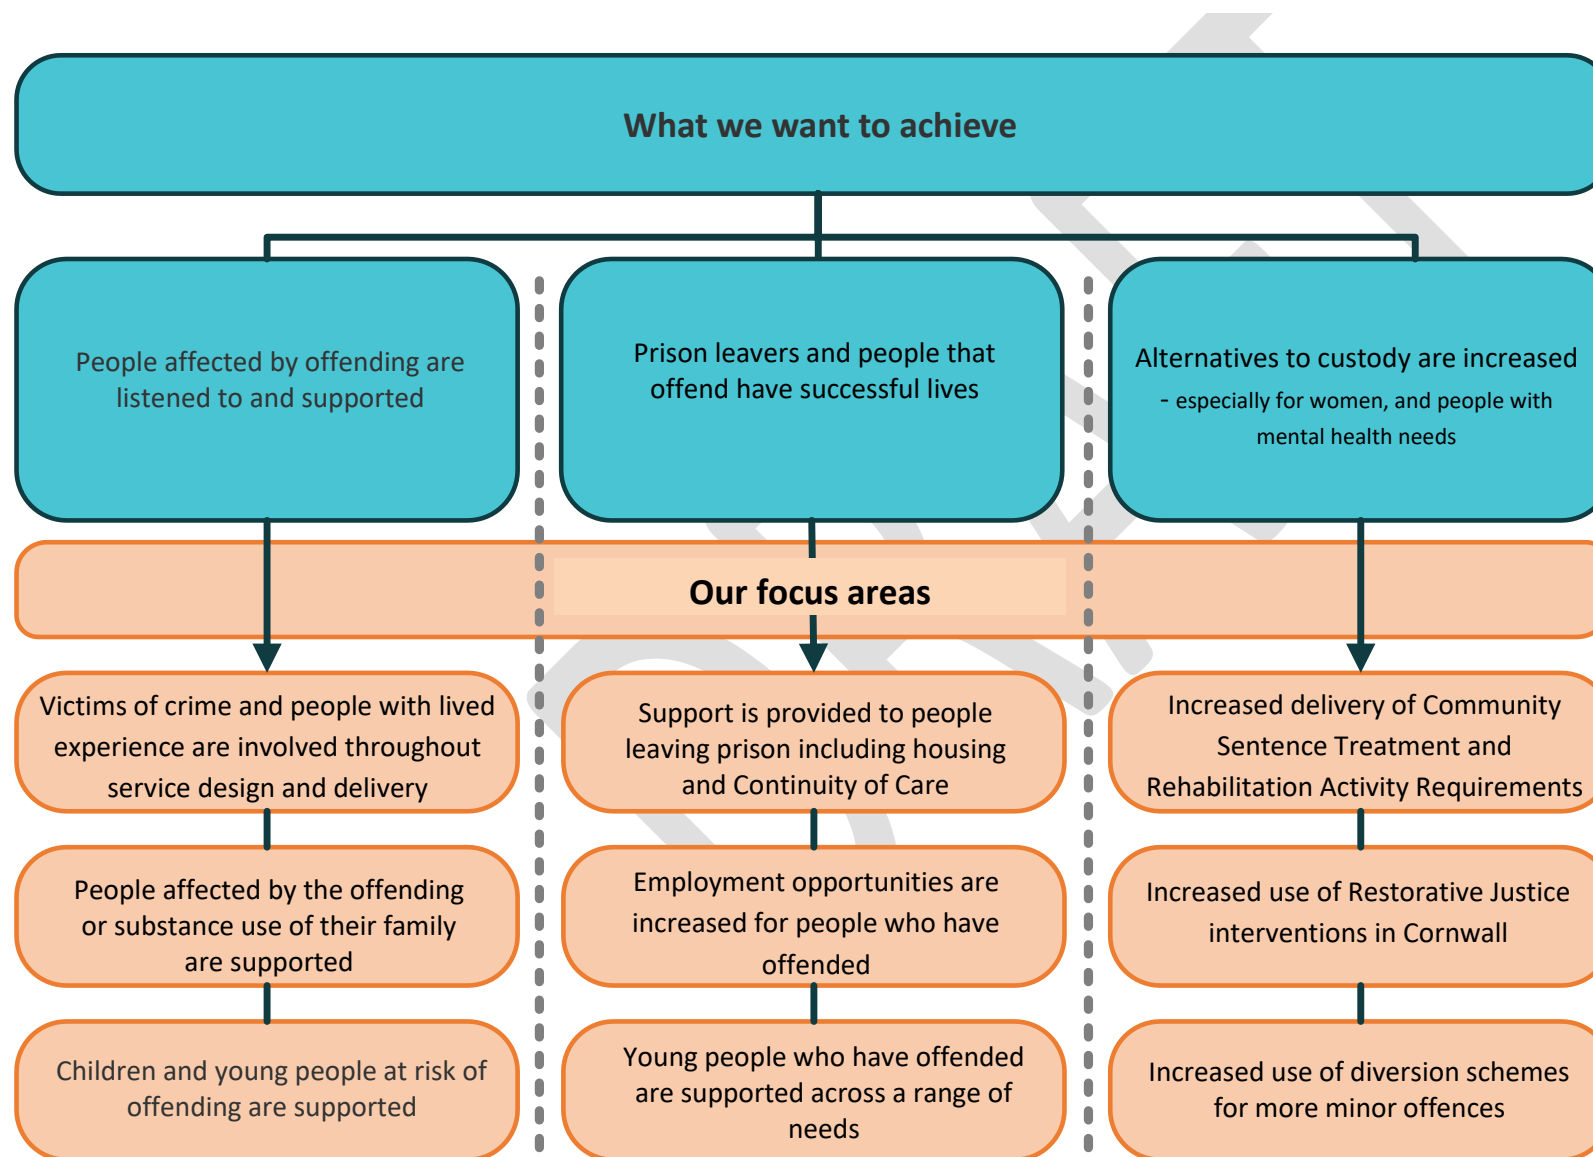 What we want to achieve
People affected by offending are
listened to and supported
Prison leavers and people that
offend have successful lives
Alternatives to custody are increased
- especially for women, and people with
mental health needs
Our focus areas
Victims of crime and people with lived
experience are involved throughout
service design and delivery
Support is provided to people
leaving prison including housing
and Continuity of Care
Increased delivery of Community
Sentence Treatment and
Rehabilitation Activity Requirements
People affected by the offending
or substance use of their family
are supported
Employment opportunities are
increased for people who have
offended
Increased use of Restorative Justice
interventions in Cornwall
Children and young people at risk of
offending are supported
Young people who have offended
are supported across a range of
needs
Increased use of diversion schemes
for more minor offences
DRAFT